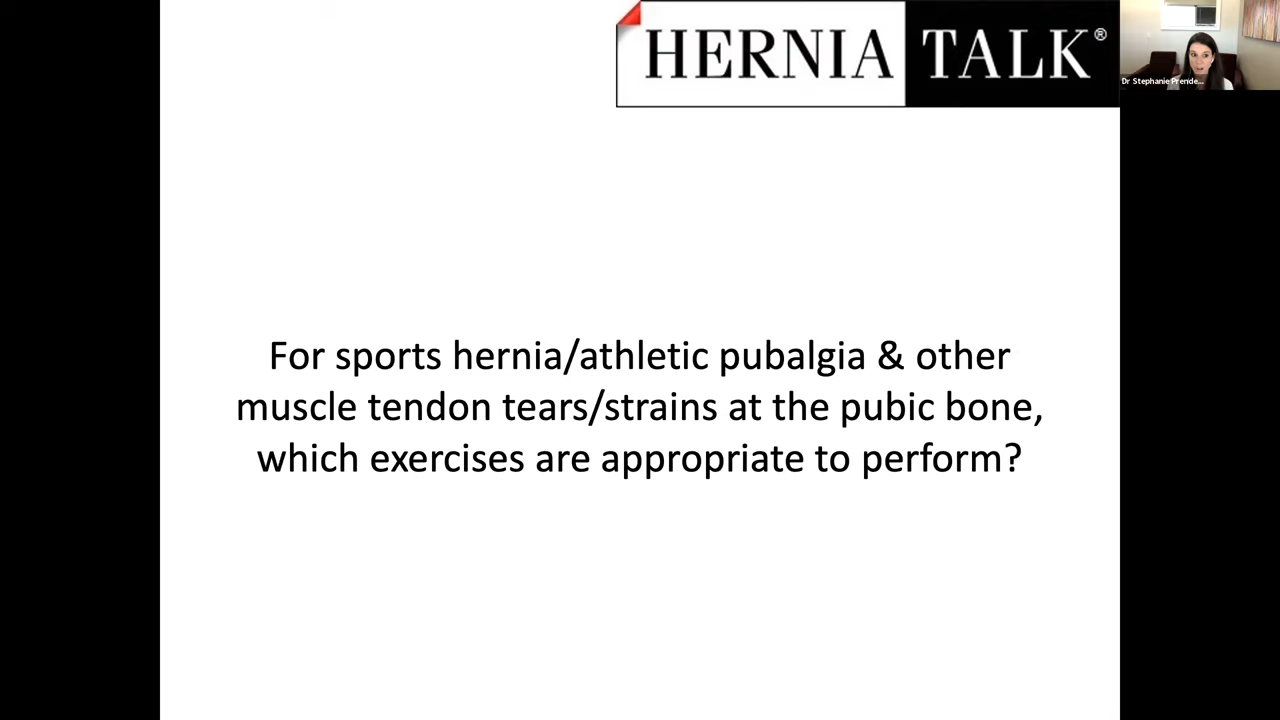 HERNIA TALK®
Dr Stephanie Prende...
For sports hernia/athletic pubalgia & other
muscle tendon tears/strains at the pubic bone,
which exercises are appropriate to perform?